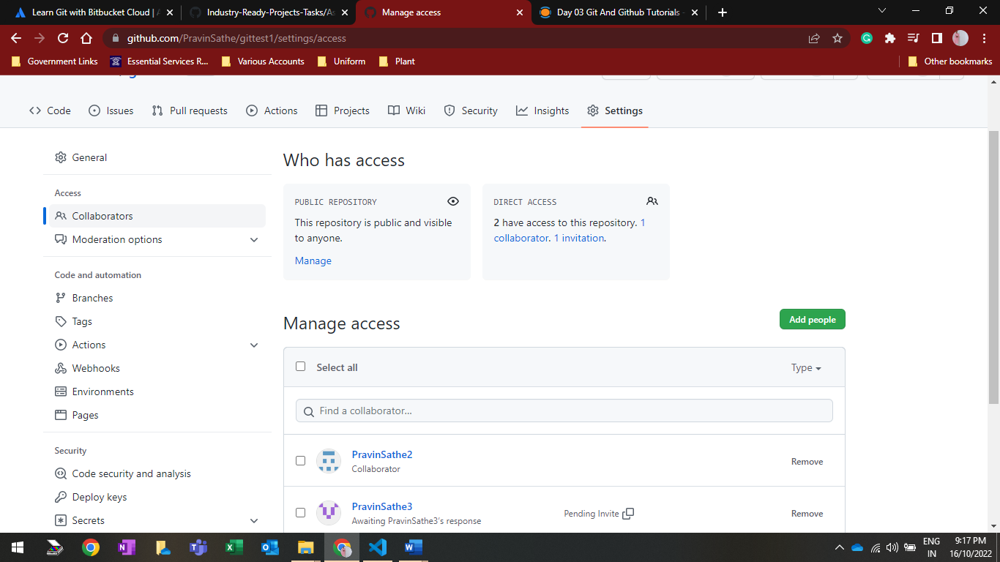 Learn Git with Bitbucket Cloud |
Industry-Ready-Projects-Tasks/As
Manage access
Day 03 Git And Github Tutorials -
github.com/PravinSathe/gittest1/settings/access
Government Links
Essential Services R...
Various Accounts
Uniform
Plant
Other bookmarks
Code
Issues
Pull requests
Actions
Projects
Wiki
Security
Insights
Settings
General
Access
Collaborators
Moderation options
Code and automation
Branches
Tags
Actions
Webhooks
Environments
Pages
Security
Code security and analysis
Deploy keys
Secrets
Who has access
PUBLIC REPOSITORY
This repository is public and visible
to anyone.
Manage
DIRECT ACCESS
2 have access to this repository. 1
collaborator. 1 invitation.
Manage access
Add people
Select all
Type
Find a collaborator...
PravinSathe2
Collaborator
Remove
PravinSathe3
Awaiting PravinSathe3's response
Pending Invite
Remove
ENG
IN
9:17 PM
16/10/2022